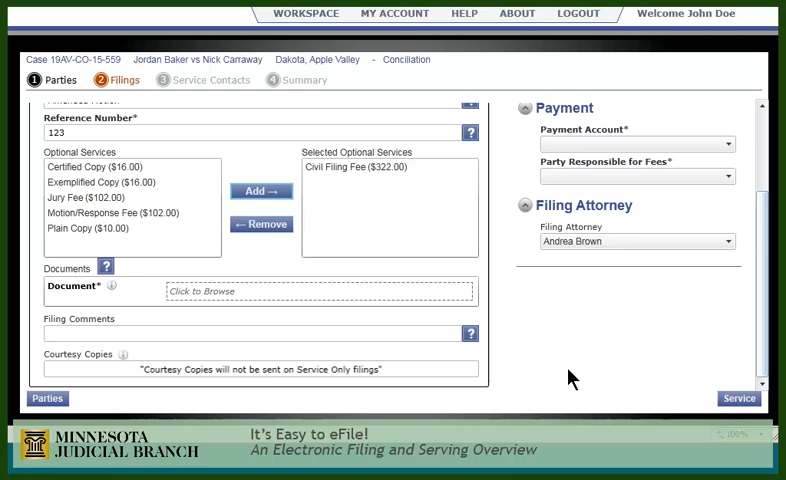 WORKSPACE MY ACCOUNT HELP ABOUT LOGOUT Welcome John Doe
Case 19AV-CO-15-559 Jordan Baker vs Nick Carraway Dakota, Apple Valley - Conciliation
1 Parties 2 Filings 3 Service Contacts 4 Summary
Reference Number*
123
?
Optional Services
Certified Copy ($16.00)
Exemplified Copy ($16.00)
Jury Fee ($102.00)
Motion/Response Fee ($102.00)
Plain Copy ($10.00)
Add →
← Remove
Selected Optional Services
Civil Filing Fee ($322.00)
Documents ?
Document* i Click to Browse
Filing Comments
?
Courtesy Copies i
"Courtesy Copies will not be sent on Service Only filings"
Payment
Payment Account*
Party Responsible for Fees*
Filing Attorney
Filing Attorney
Andrea Brown
Parties Service
MINNESOTA
JUDICIAL BRANCH
It's Easy to eFile!
An Electronic Filing and Serving Overview
100%